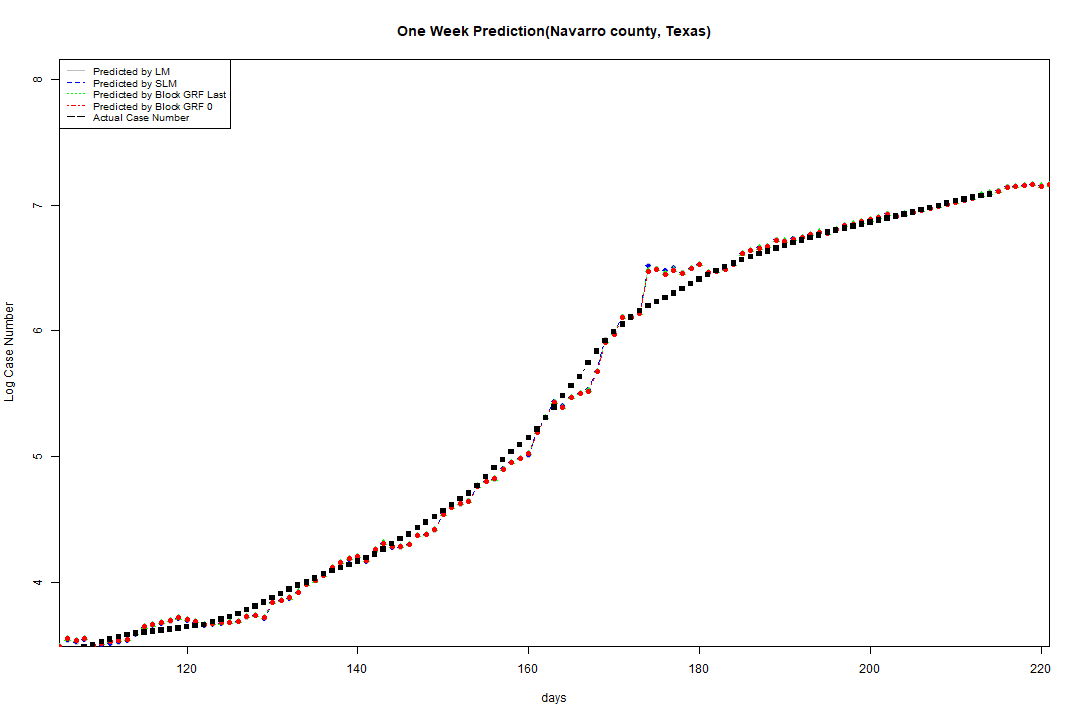 One Week Prediction(Navarro county, Texas)
Predicted by LM
Predicted by SLM
Predicted by Block GRF Last
Predicted by Block GRF 0
Actual Case Number
8
7
6
5
4
Log Case Number
120 140 160 180 200 220
days